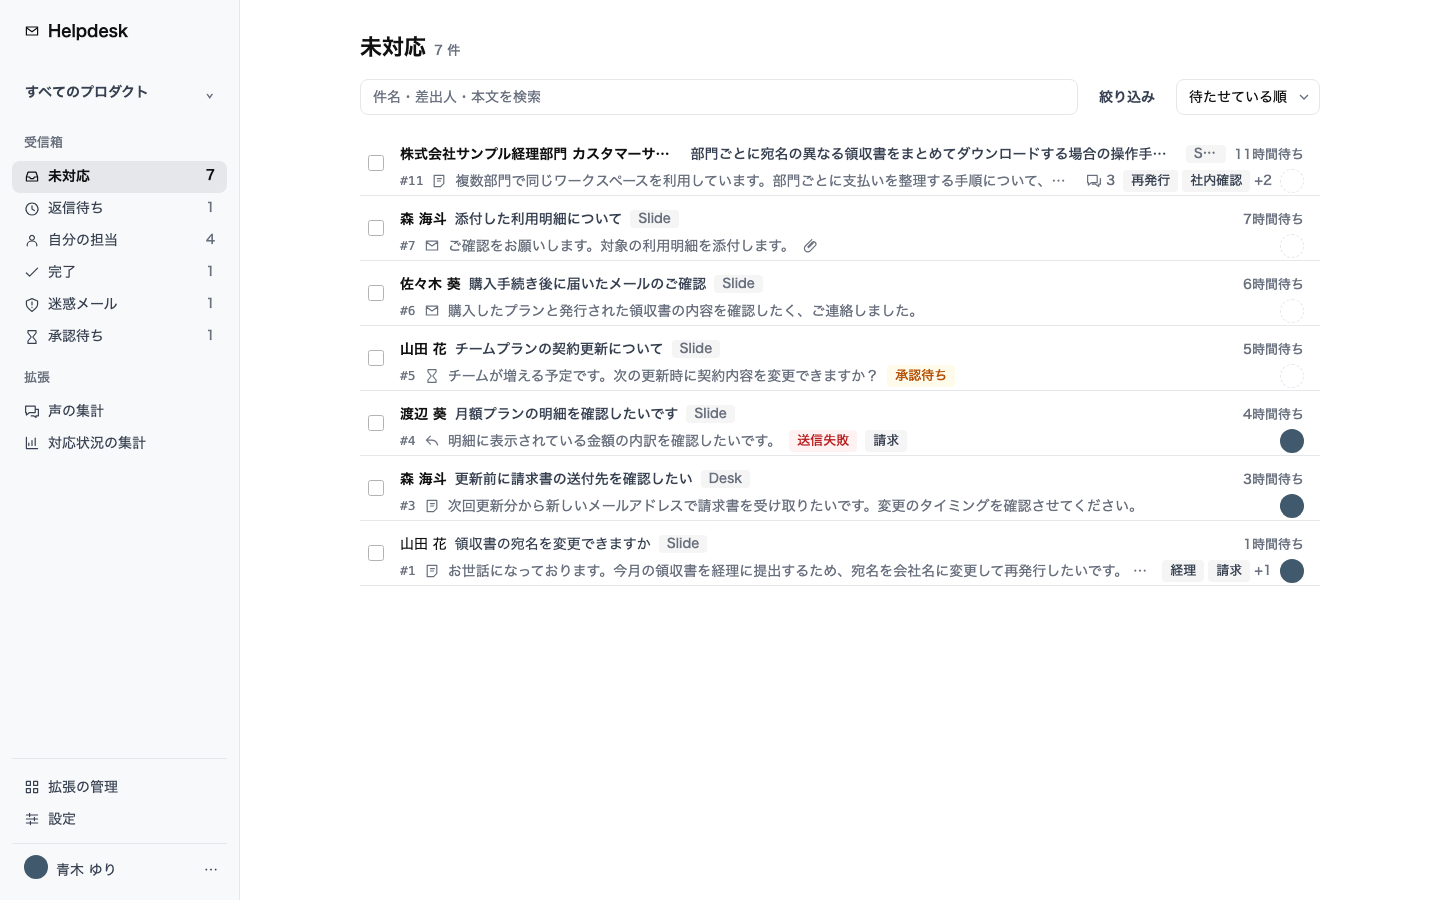 Helpdesk
すべてのプロダクト
受信箱
未対応 7
返信待ち 1
自分の担当 4
完了 1
迷惑メール 1
承認待ち 1
拡張
声の集計
対応状況の集計
拡張の管理
設定
青木 ゆり …
未対応 7 件
件名・差出人・本文を検索 絞り込み 待たせている順
株式会社サンプル経理部門 カスタマーサ… 部門ごとに宛名の異なる領収書をまとめてダウンロードする場合の操作手… S… 11時間待ち
#11 複数部門で同じワークスペースを利用しています。部門ごとに支払いを整理する手順について、… 3 再発行 社内確認 +2
森 海斗 添付した利用明細について Slide 7時間待ち
#7 ご確認をお願いします。対象の利用明細を添付します。
佐々木 葵 購入手続き後に届いたメールのご確認 Slide 6時間待ち
#6 購入したプランと発行された領収書の内容を確認したく、ご連絡しました。
山田 花 チームプランの契約更新について Slide 5時間待ち
#5 チームが増える予定です。次の更新時に契約内容を変更できますか？ 承認待ち
渡辺 葵 月額プランの明細を確認したいです Slide 4時間待ち
#4 明細に表示されている金額の内訳を確認したいです。 送信失敗 請求
森 海斗 更新前に請求書の送付先を確認したい Desk 3時間待ち
#3 次回更新分から新しいメールアドレスで請求書を受け取りたいです。変更のタイミングを確認させてください。
山田 花 領収書の宛名を変更できますか Slide 1時間待ち
#1 お世話になっております。今月の領収書を経理に提出するため、宛名を会社名に変更して再発行したいです。 … 経理 請求 +1